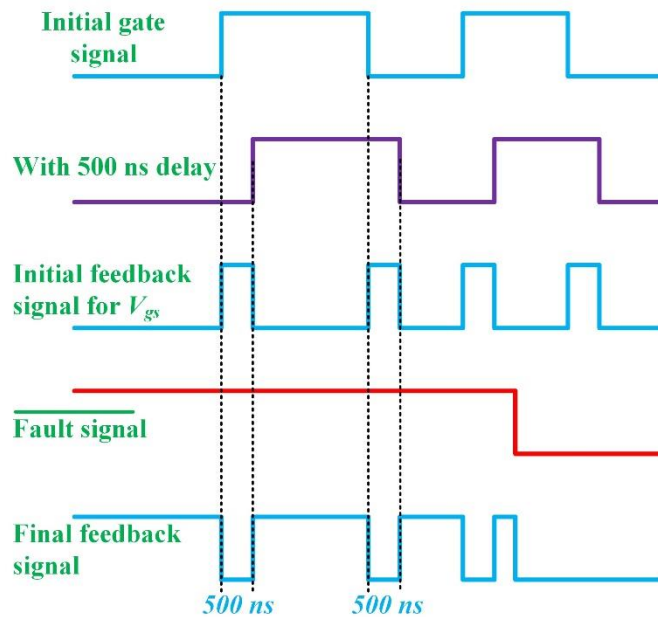 Initial gate
signal
With 500 ns delay
Initial feedback
signal for Vgs
Fault signal
Final feedback
signal
500 ns 500 ns